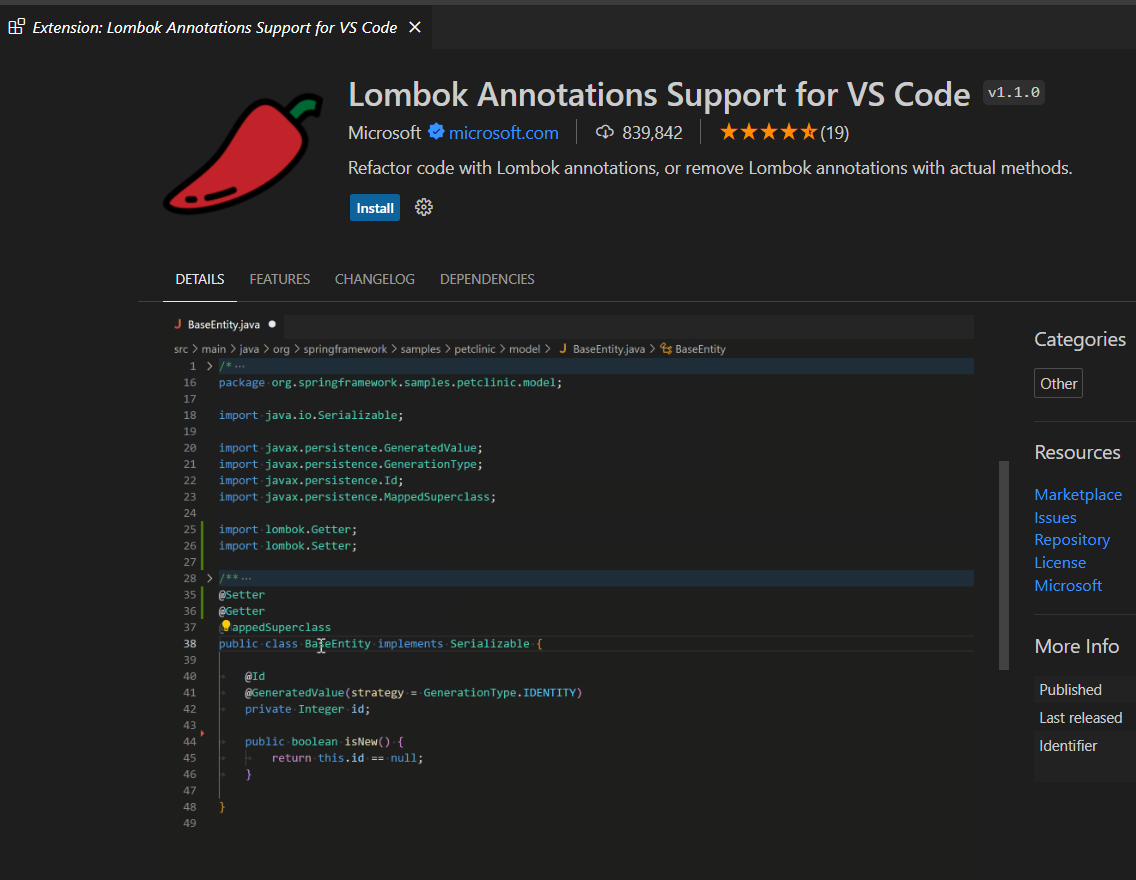 Extension: Lombok Annotations Support for VS Code
Lombok Annotations Support for VS Code v1.1.0
Microsoft microsoft.com 839,842 (19)
Refactor code with Lombok annotations, or remove Lombok annotations with actual methods.
Install
DETAILS FEATURES CHANGELOG DEPENDENCIES
J BaseEntity.java
src > main > java > org > springframework > samples > petclinic > model > J BaseEntity.java > BaseEntity
1 > /* ···
16 package org.springframework.samples.petclinic.model;
17
18 import java.io.Serializable;
19
20 import javax.persistence.GeneratedValue;
21 import javax.persistence.GenerationType;
22 import javax.persistence.Id;
23 import javax.persistence.MappedSuperclass;
24
25 import lombok.Getter;
26 import lombok.Setter;
27
28 > /** ···
35 @Setter
36 @Getter
37 @appedSuperclass
38 public class BaseEntity implements Serializable {
39
40 @Id
41 @GeneratedValue(strategy = GenerationType.IDENTITY)
42 private Integer id;
43
44 public boolean isNew() {
45 return this.id == null;
46 }
47
48 }
49
Categories
Other
Resources
Marketplace
Issues
Repository
License
Microsoft
More Info
Published
Last released
Identifier